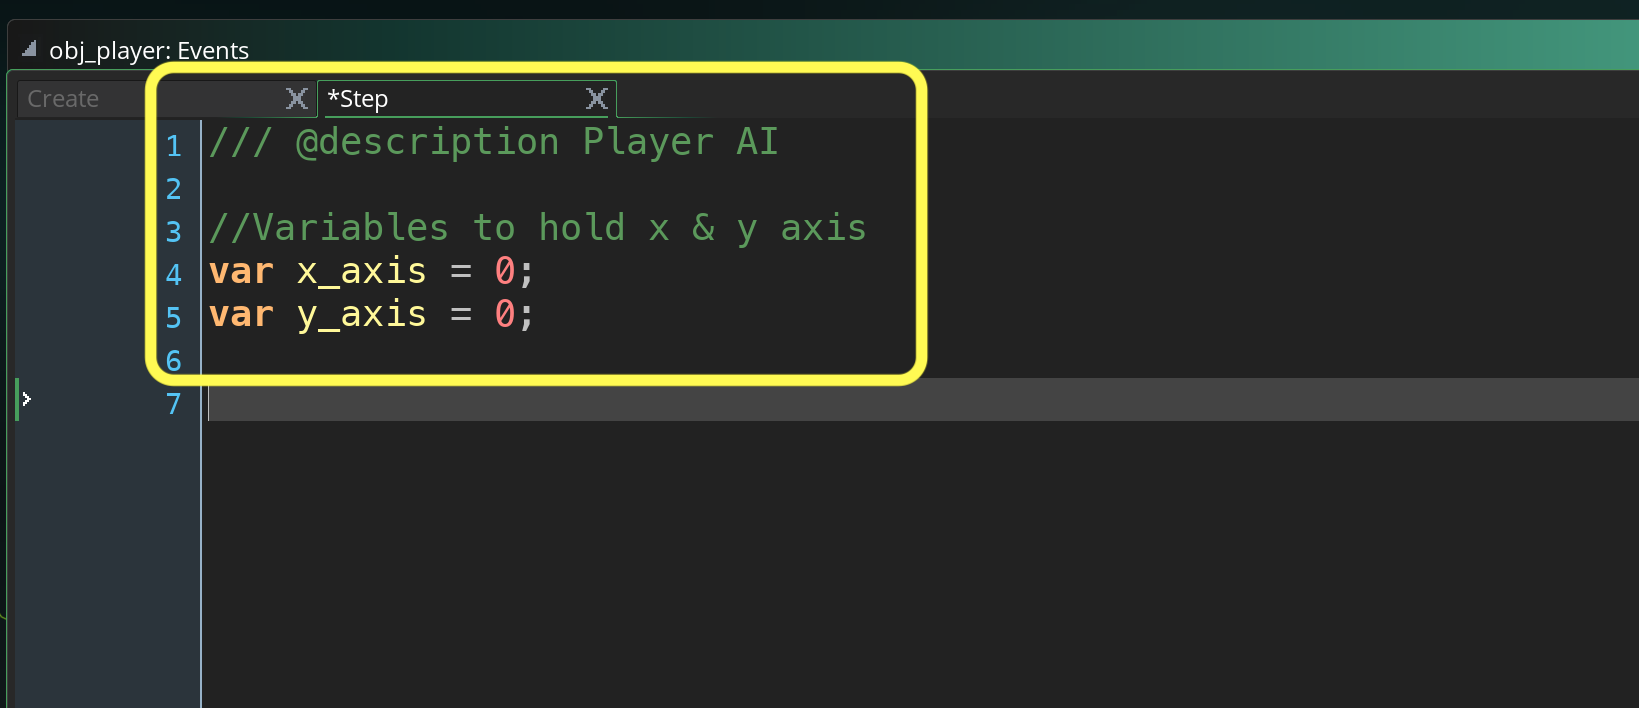 obj_player: Events
Create *Step
1 /// @description Player AI
2
3 //Variables to hold x & y axis
4 var x_axis = 0;
5 var y_axis = 0;
6
7